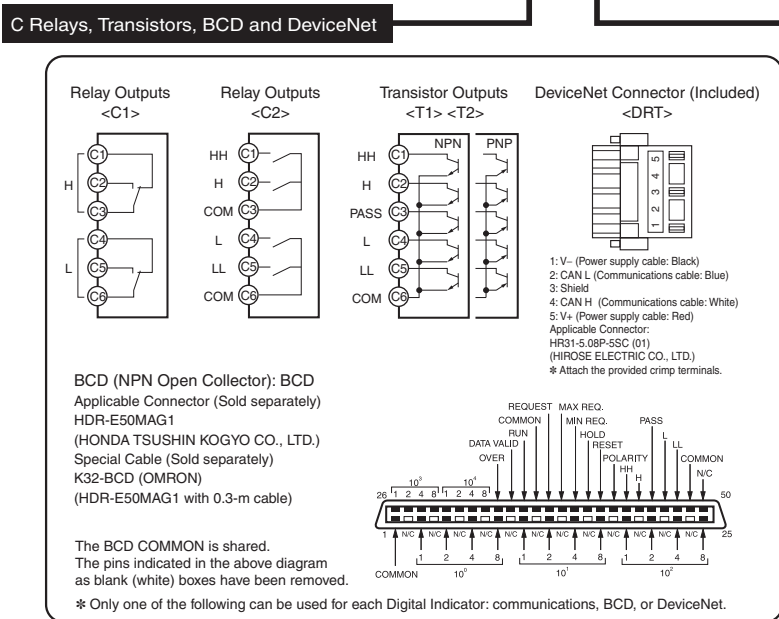 C Relays, Transistors, BCD and DeviceNet
Relay Outputs
<C1>
C1
C2
C3
C4
C5
C6
H
L
Relay Outputs
<C2>
HH C1
H C2
COM C3
L C4
LL C5
COM C6
Transistor Outputs
<T1> <T2>
NPN PNP
HH C1
H C2
PASS C3
L C4
LL C5
COM C6
DeviceNet Connector (Included)
<DRT>
1 2 3 4 5
1: V– (Power supply cable: Black)
2: CAN L (Communications cable: Blue)
3: Shield
4: CAN H (Communications cable: White)
5: V+ (Power supply cable: Red)
Applicable Connector:
HR31-5.08P-5SC (01)
(HIROSE ELECTRIC CO., LTD.)
✽ Attach the provided crimp terminals.
BCD (NPN Open Collector): BCD
Applicable Connector (Sold separately)
HDR-E50MAG1
(HONDA TSUSHIN KOGYO CO., LTD.)
Special Cable (Sold separately)
K32-BCD (OMRON)
(HDR-E50MAG1 with 0.3-m cable)
The BCD COMMON is shared.
The pins indicated in the above diagram
as blank (white) boxes have been removed.
REQUEST MAX REQ.
COMMON MIN REQ. PASS
RUN HOLD L
DATA VALID RESET LL
OVER POLARITY COMMON
HH N/C
H
10³ 10⁴
26 1 2 4 8 1 2 4 8 50
1 N/C N/C N/C N/C N/C N/C N/C N/C N/C N/C N/C N/C 25
1 2 4 8 1 2 4 8 1 2 4 8
COMMON 10⁰ 10¹ 10²
✽ Only one of the following can be used for each Digital Indicator: communications, BCD, or DeviceNet.